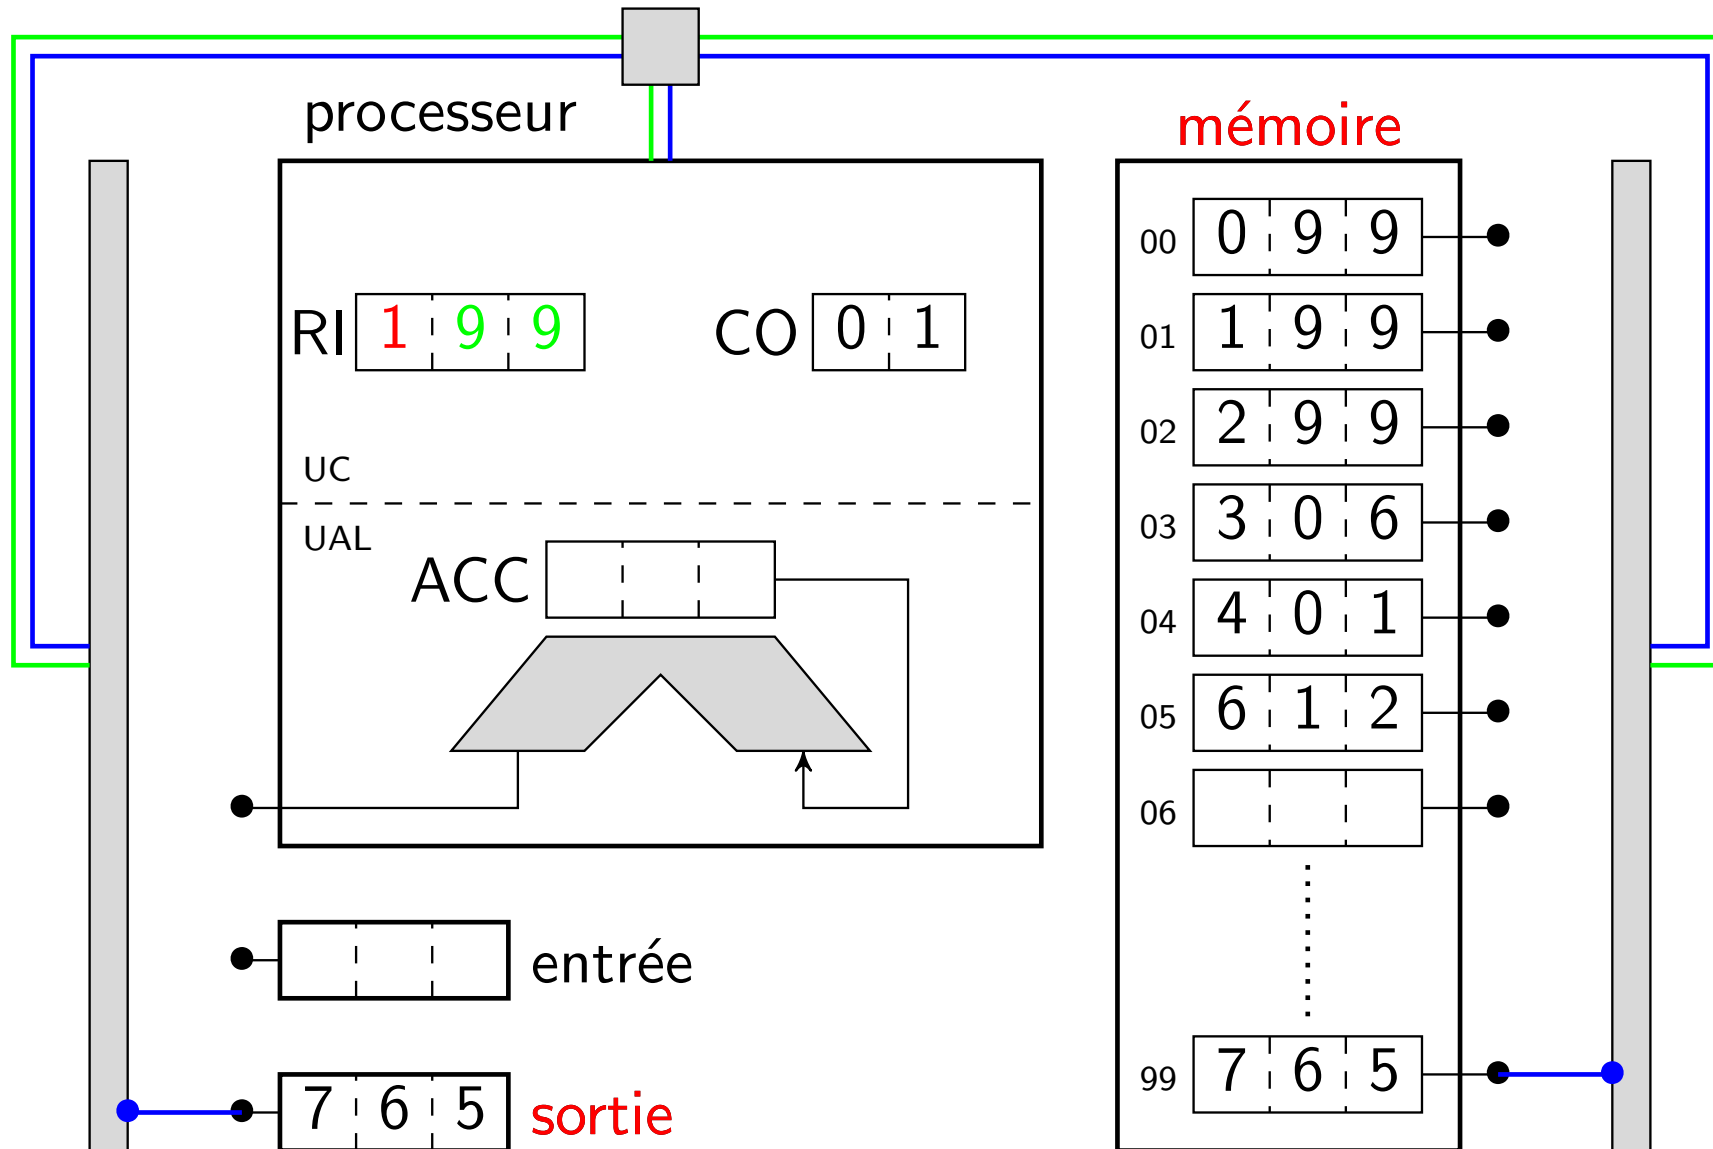 processeur
mémoire
00 0 9 9
RI 1 9 9 CO 0 1
01 1 9 9
02 2 9 9
UC
03 3 0 6
UAL
ACC
04 4 0 1
05 6 1 2
06
entrée
99 7 6 5
7 6 5 sortie